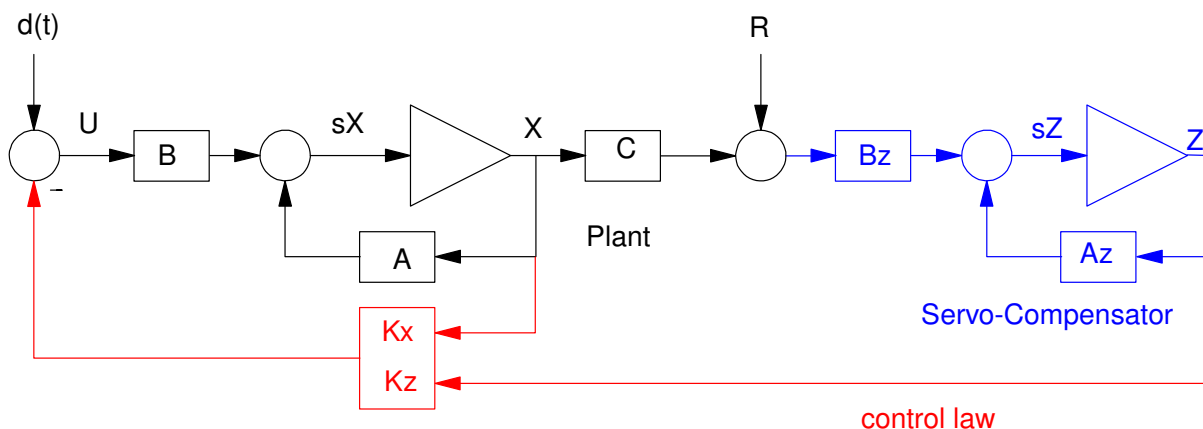 d(t)
R
U
sX
X
sZ
Z
B
C
Bz
–
Plant
A
Az
Servo-Compensator
Kx
Kz
control law